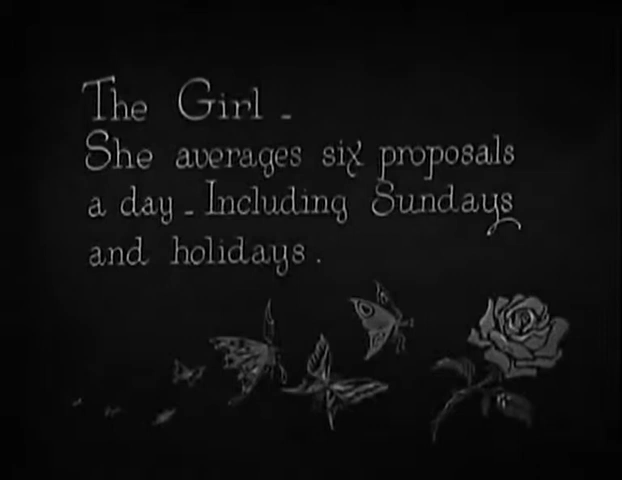 The Girl -
She averages six proposals
a day - Including Sundays
and holidays.